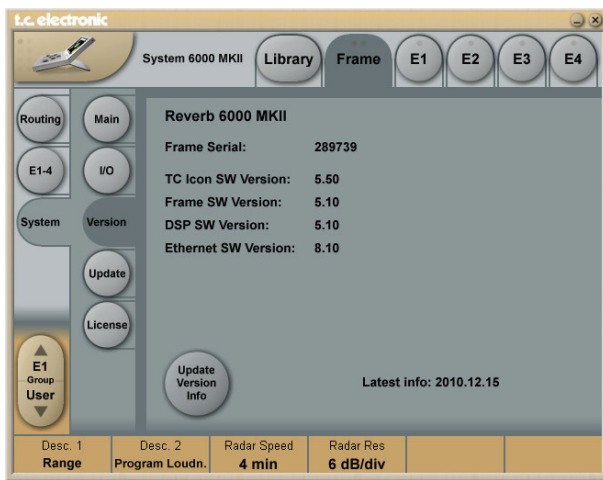 t.c. electronic
System 6000 MKII
Library
Frame
E1
E2
E3
E4
Routing
Main
E1-4
I/O
System
Version
Update
License
Reverb 6000 MKII
Frame Serial: 289739
TC Icon SW Version: 5.50
Frame SW Version: 5.10
DSP SW Version: 5.10
Ethernet SW Version: 8.10
Update
Version
Info
Latest info: 2010.12.15
E1
Group
User
Desc. 1
Range
Desc. 2
Program Loudn.
Radar Speed
4 min
Radar Res
6 dB/div